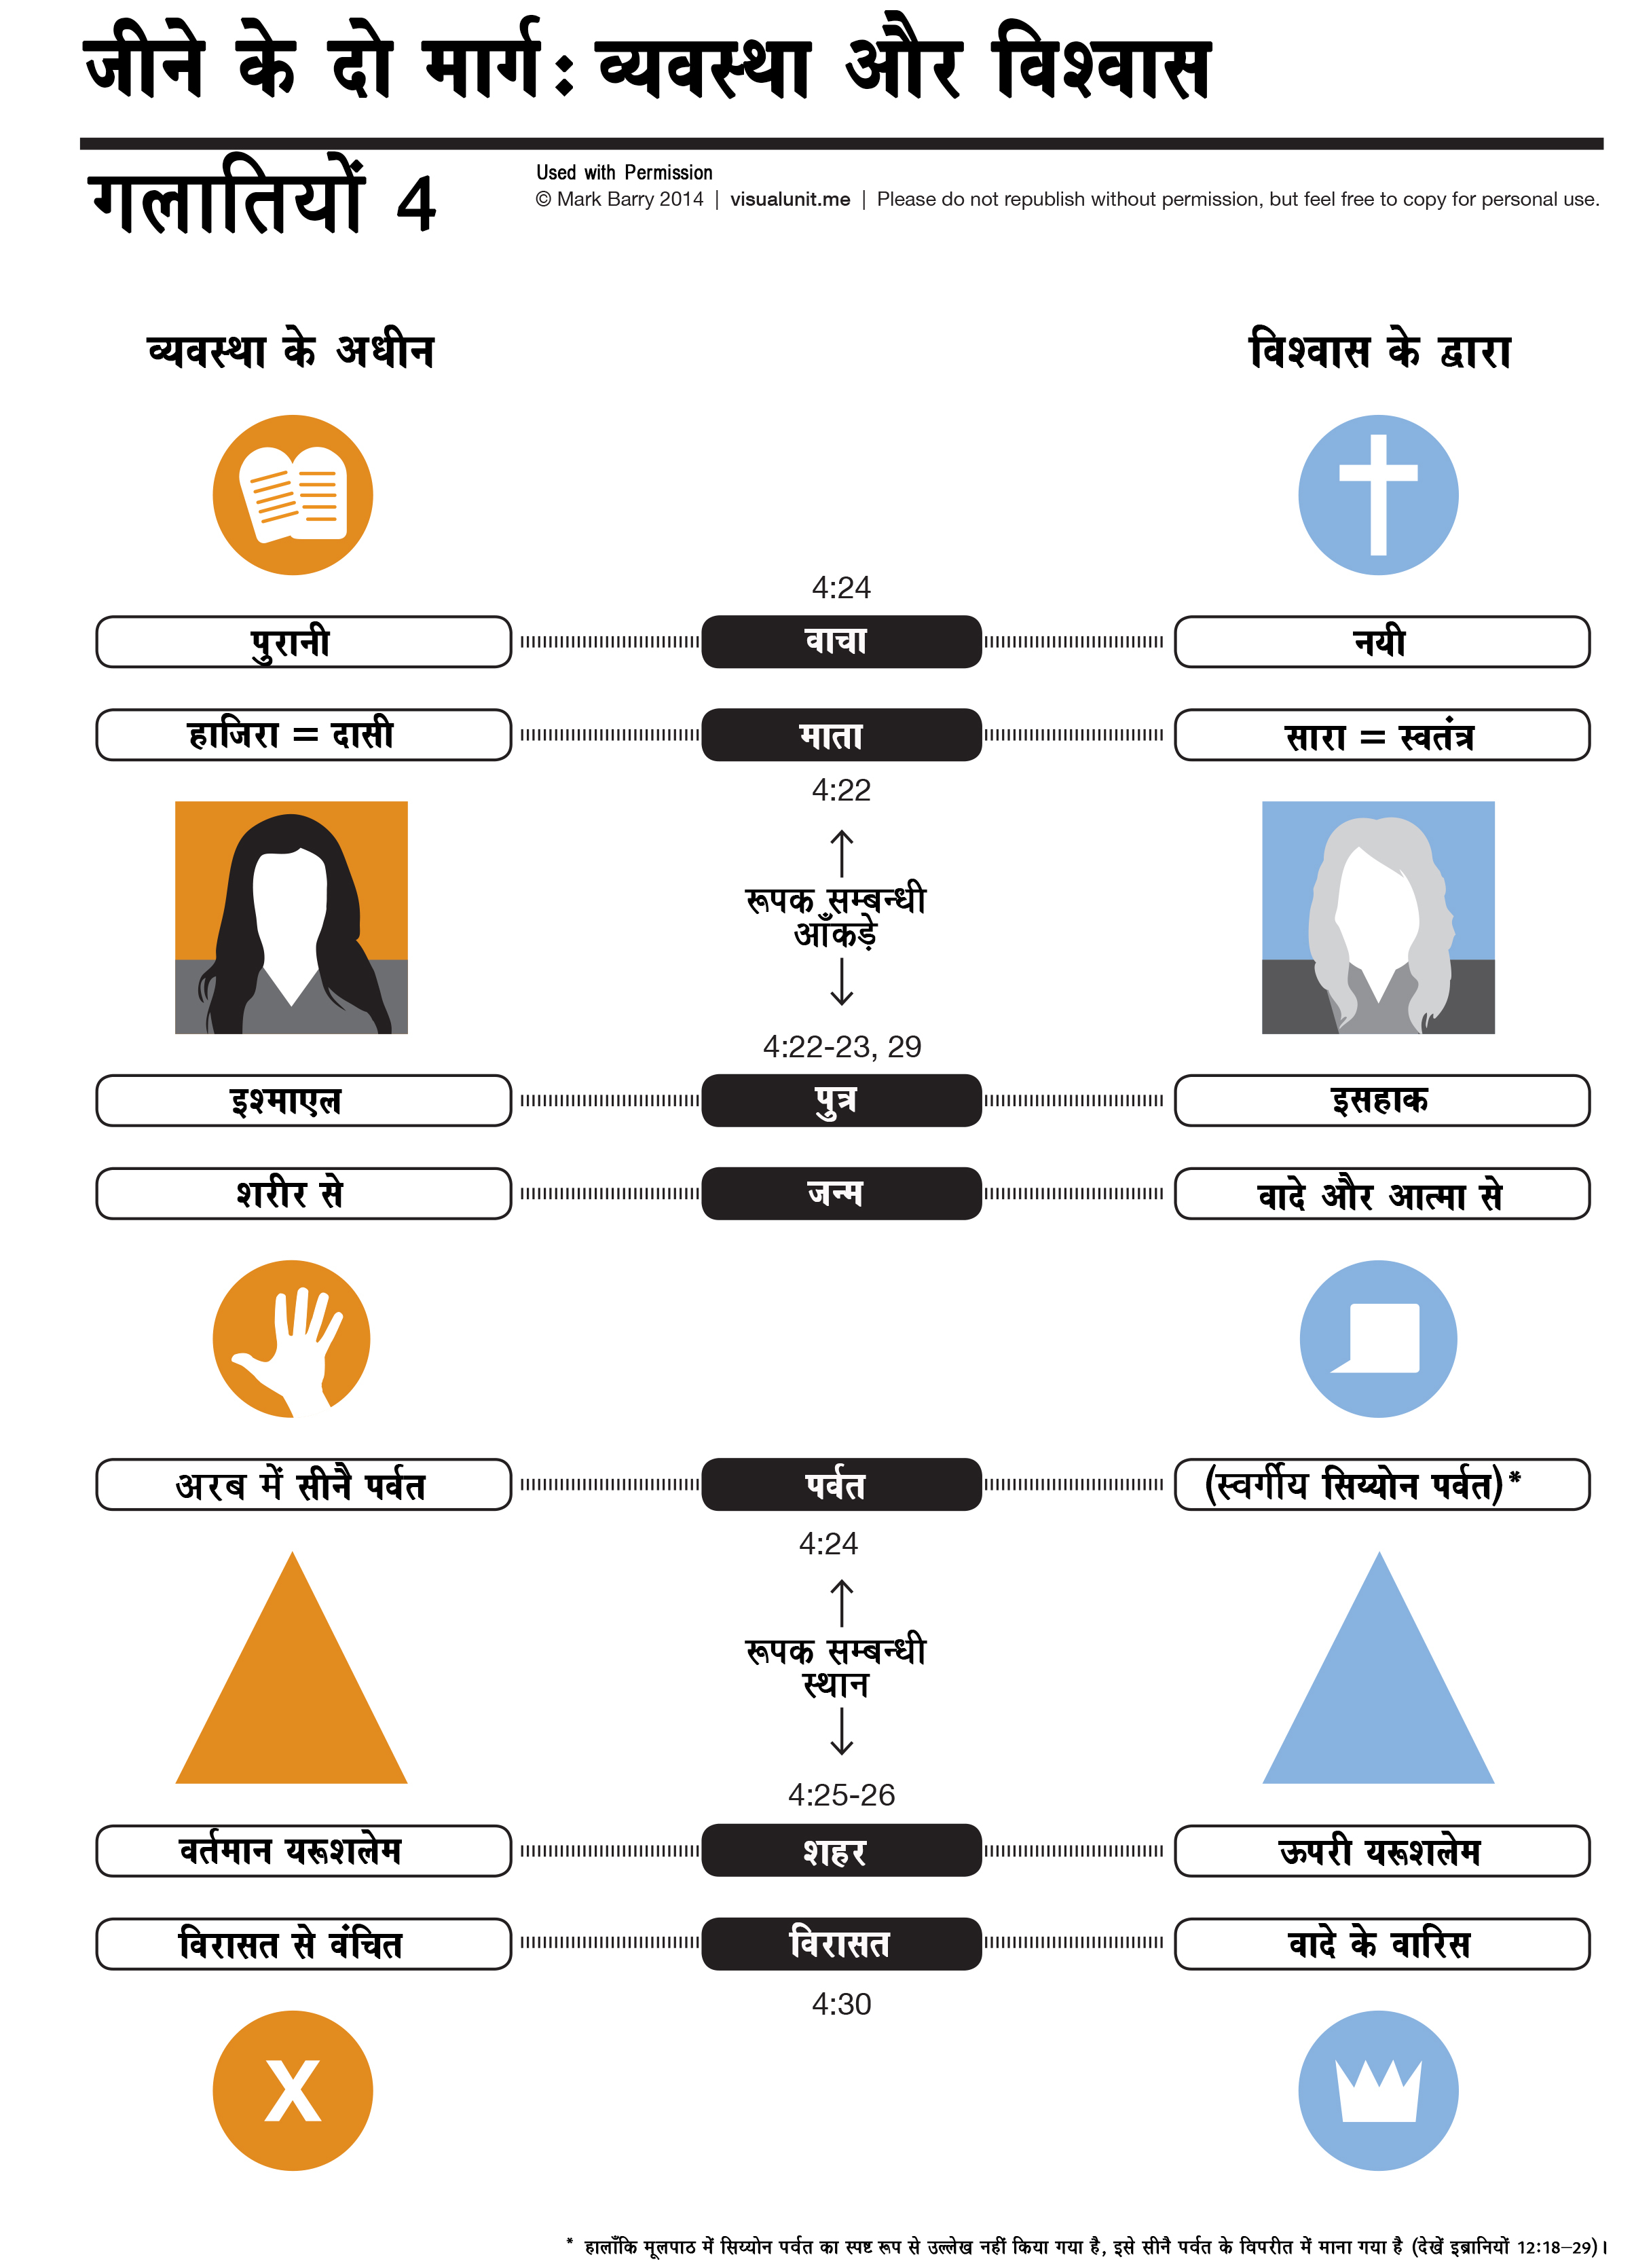 जीने के दो मार्ग: व्यवस्था और विश्वास
गलातियों 4
Used with Permission
© Mark Barry 2014 | visualunit.me | Please do not republish without permission, but feel free to copy for personal use.
व्यवस्था के अधीन
विश्वास के द्वारा
4:24
पुरानी
वाचा
नयी
हाजिरा = दासी
माता
सारा = स्वतंत्र
4:22
रूपक सम्बन्धी
आँकड़े
4:22-23, 29
इश्माएल
पुत्र
इसहाक
शरीर से
जन्म
वादे और आत्मा से
अरब में सीनै पर्वत
पर्वत
(स्वर्गीय सिय्योन पर्वत)*
4:24
रूपक सम्बन्धी
स्थान
4:25-26
वर्तमान यरूशलेम
शहर
ऊपरी यरूशलेम
विरासत से वंचित
विरासत
वादे के वारिस
4:30
X
* हालाँकि मूलपाठ में सिय्योन पर्वत का स्पष्ट रूप से उल्लेख नहीं किया गया है, इसे सीनै पर्वत के विपरीत में माना गया है (देखें इब्रानियों 12:18–29)।